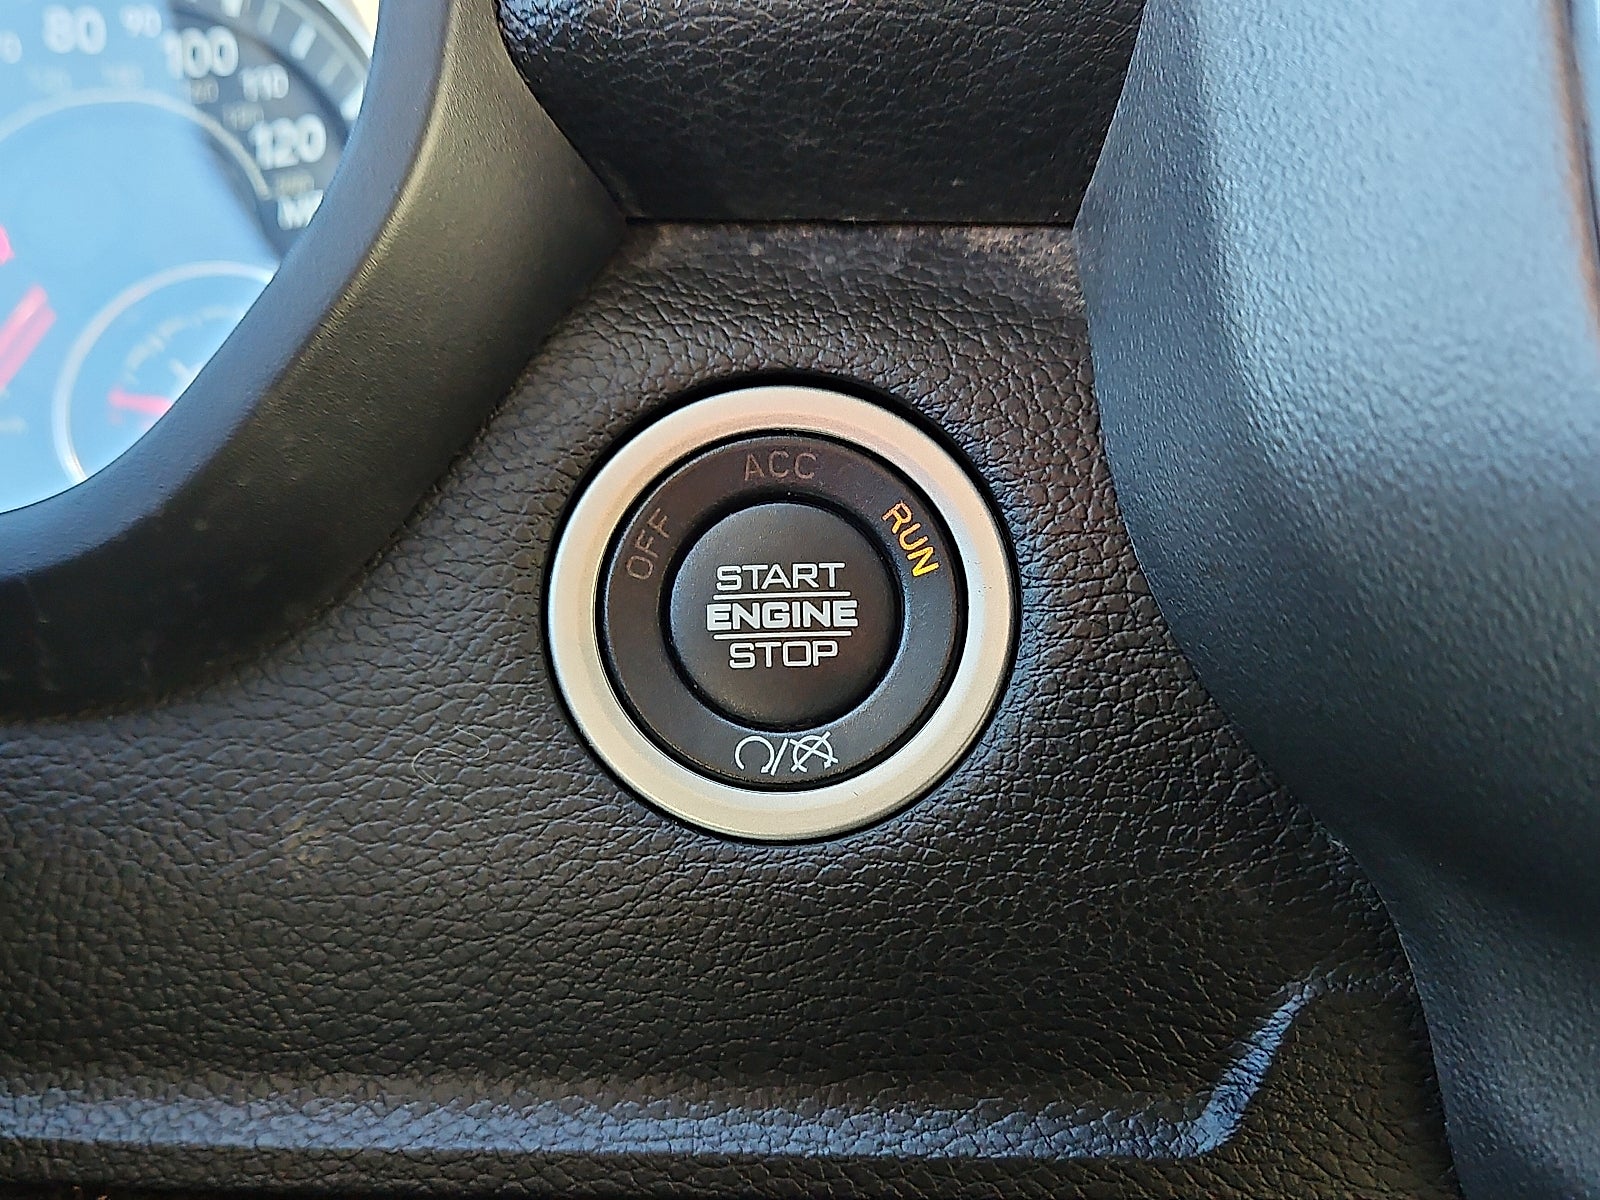 80
90
100
110
120
OFF
ACC
RUN
START
ENGINE
STOP